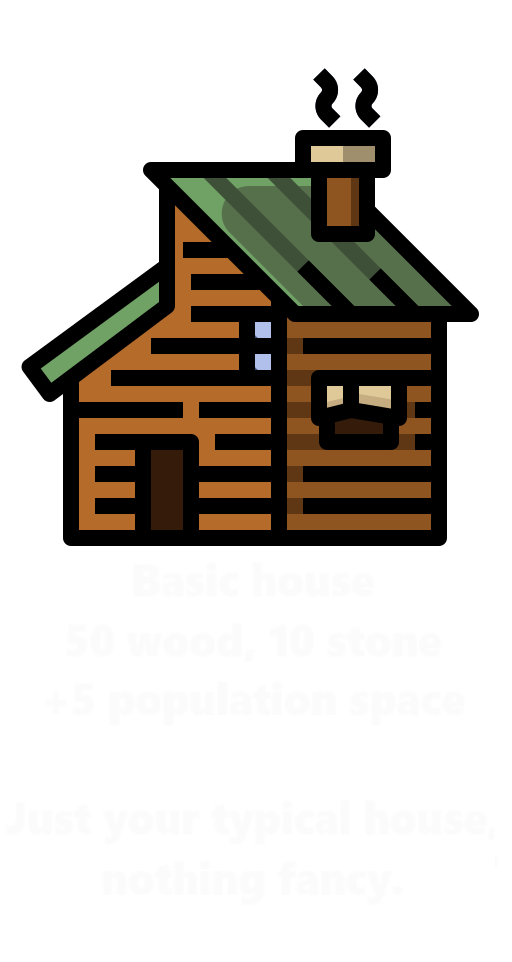 Basic house
50 wood, 10 stone
+5 population space
Just your typical house,
nothing fancy.